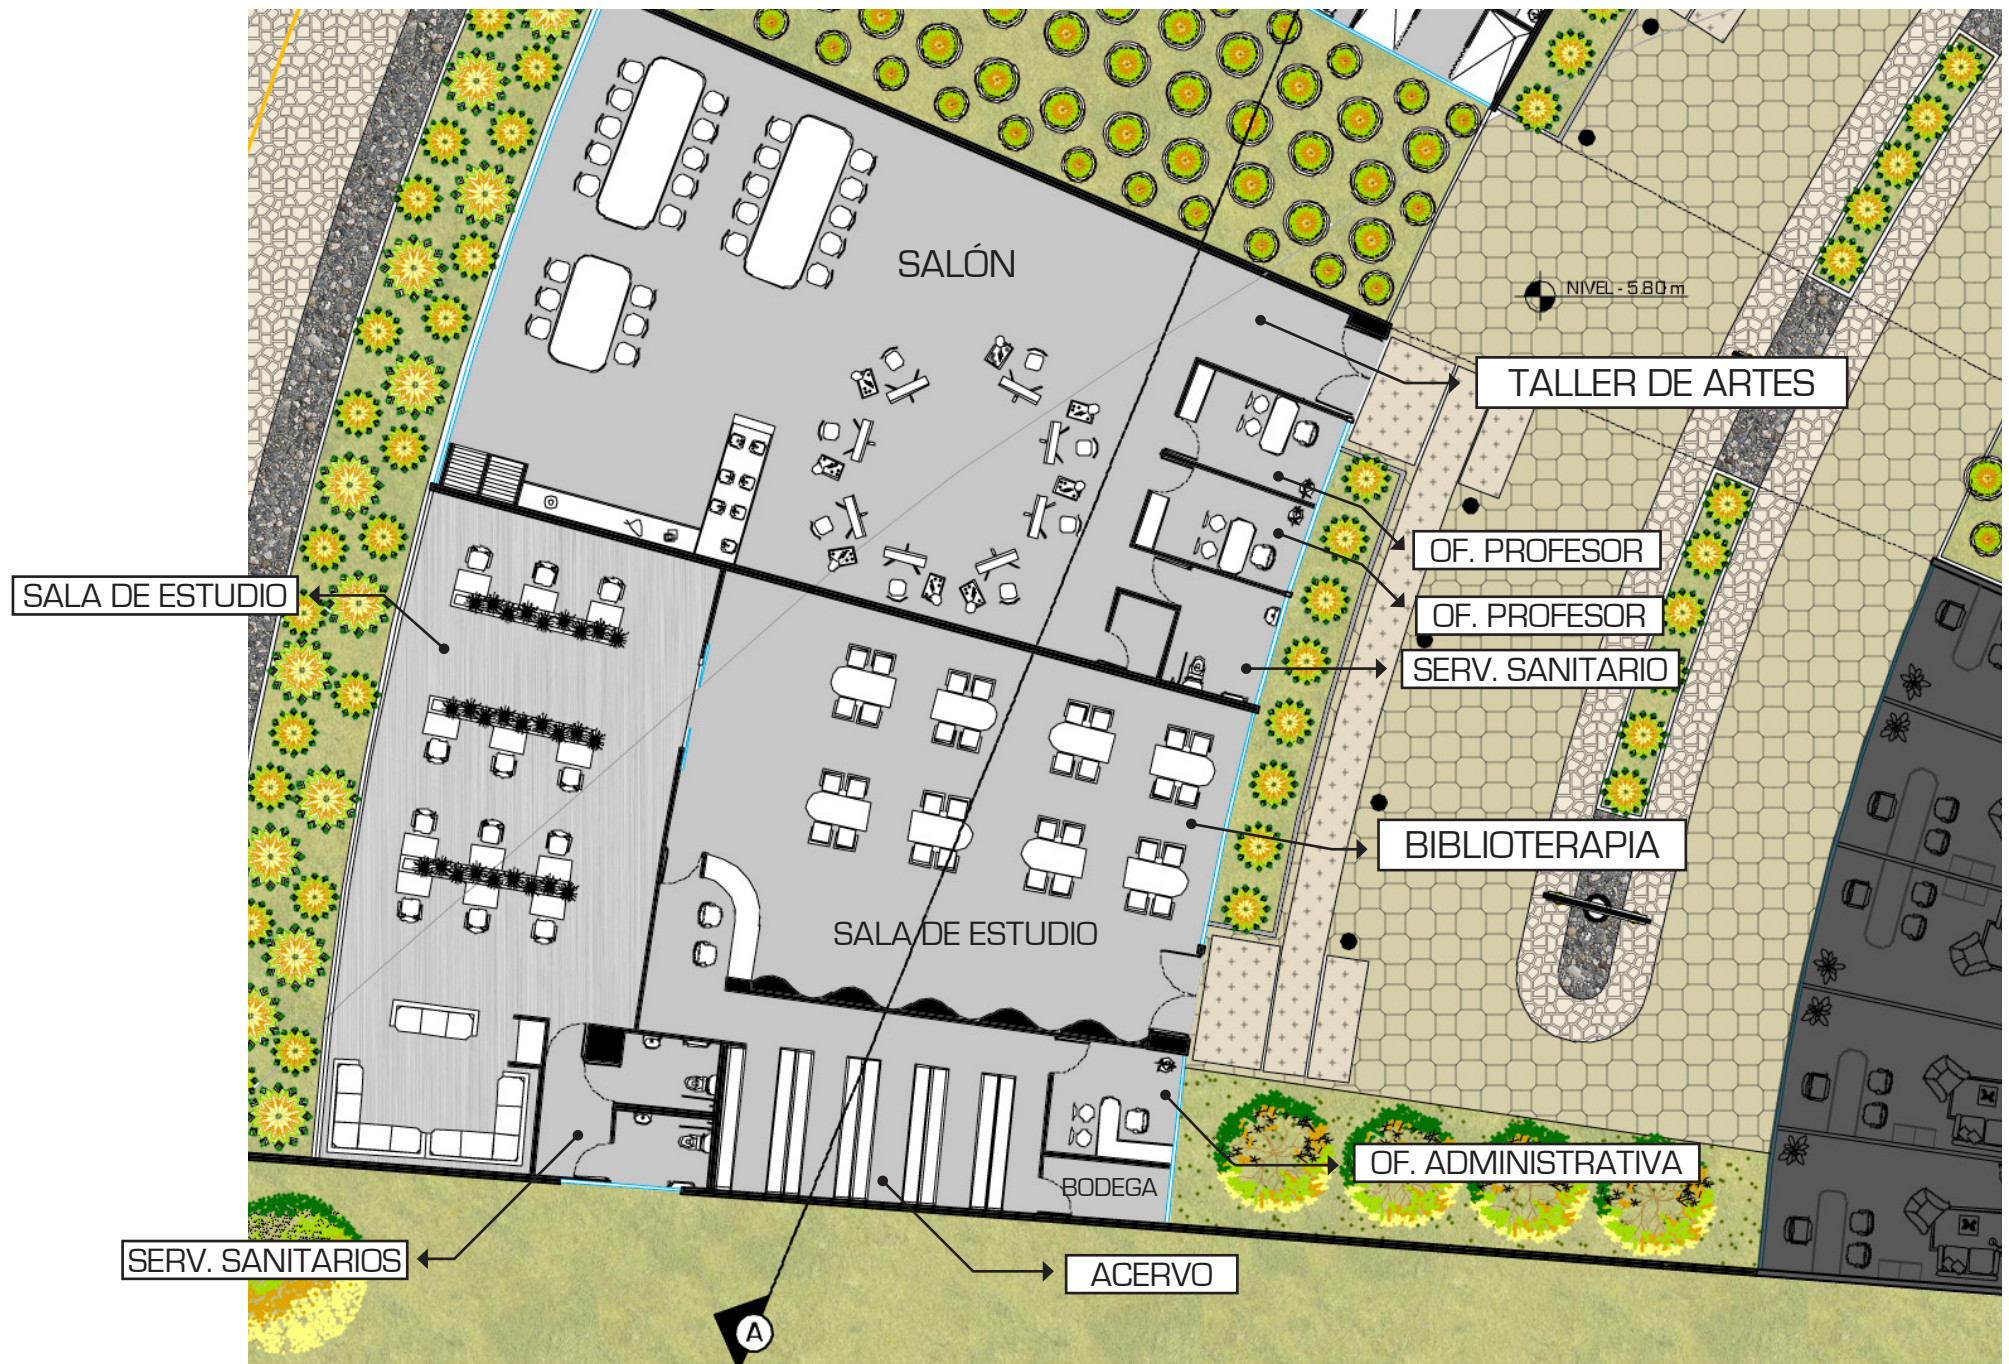 SALÓN
NIVEL - 5.80 m
TALLER DE ARTES
OF. PROFESOR
SALA DE ESTUDIO
OF. PROFESOR
SERV. SANITARIO
BIBLIOTERAPIA
SALA DE ESTUDIO
OF. ADMINISTRATIVA
BODEGA
SERV. SANITARIOS
ACERVO
A